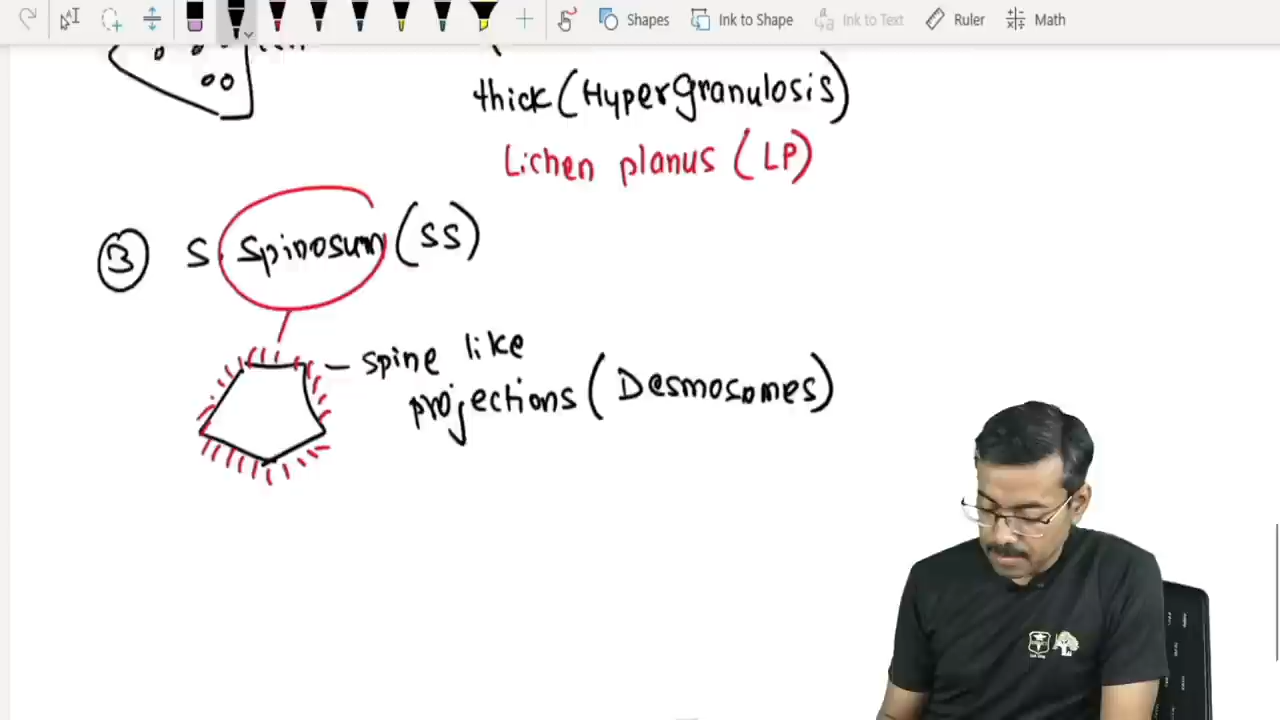 Shapes
Ink to Shape
Ink to Text
Ruler
Math
thick (Hypergranulosis)
Lichen planus (LP)
3 S. Spinosum (SS)
– spine like
projections (Desmosomes)